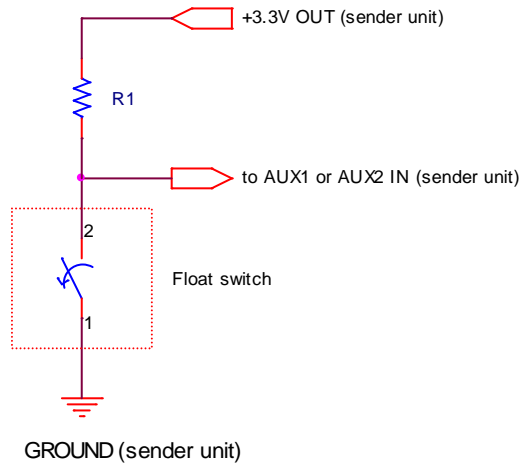 +3.3V OUT (sender unit)
R1
to AUX1 or AUX2 IN (sender unit)
2
Float switch
1
GROUND (sender unit)